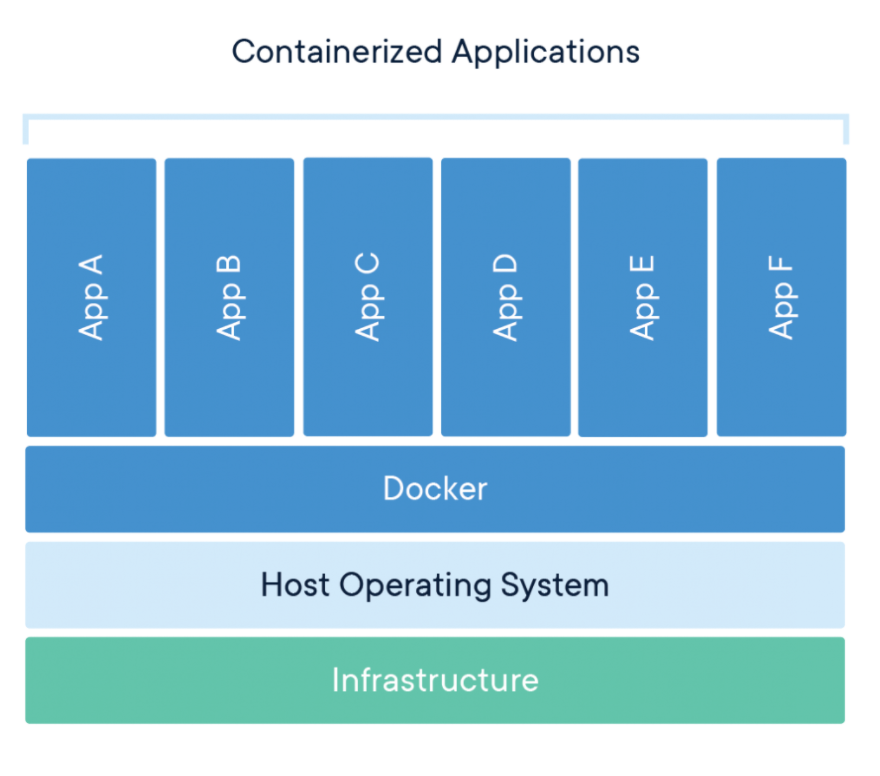 Containerized Applications
App A
App B
App C
App D
App E
App F
Docker
Host Operating System
Infrastructure